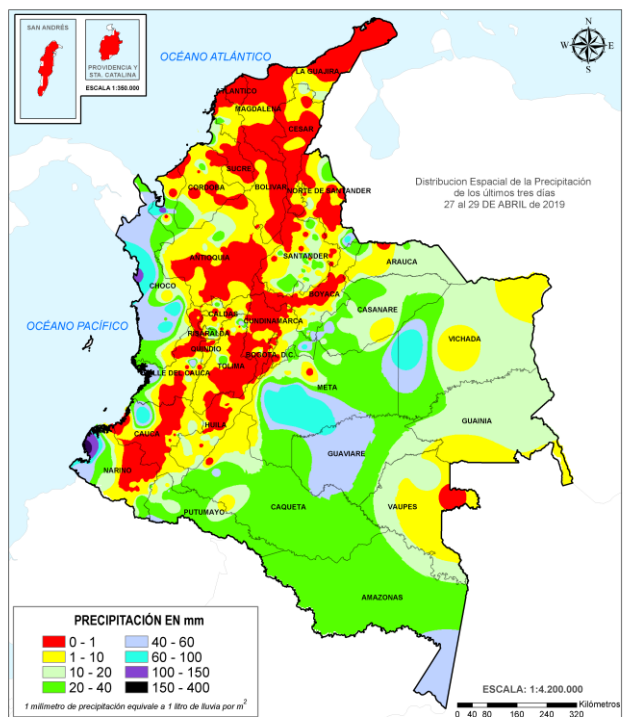 SAN ANDRÉS
PROVIDENCIA Y
STA. CATALINA
ESCALA 1:350.000
OCÉANO ATLÁNTICO
N
W E
S
LA GUAJIRA
ATLANTICO
MAGDALENA
CESAR
SUCRE
CORDOBA
BOLIVAR
NORTE DE SANTANDER
Distribucion Espacial de la Precipitación
de los últimos tres días
27 al 29 DE ABRIL de 2019
ANTIOQUIA
SANTANDER
ARAUCA
CHOCO
BOYACA
CASANARE
OCÉANO PACÍFICO
CALDAS
CUNDINAMARCA
RISARALDA
VICHADA
QUINDIO
BOGOTA, D.C.
TOLIMA
VALLE DEL CAUCA
META
GUAINIA
HUILA
CAUCA
GUAVIARE
NARIÑO
PUTUMAYO
CAQUETA
VAUPES
AMAZONAS
PRECIPITACIÓN EN mm
0 - 1 40 - 60
1 - 10 60 - 100
10 - 20 100 - 150
20 - 40 150 - 400
1 milimetro de precipitación equivale a 1 litro de lluvia por m²
ESCALA: 1:4.200.000
Kilómetros
0 40 80 160 240 320